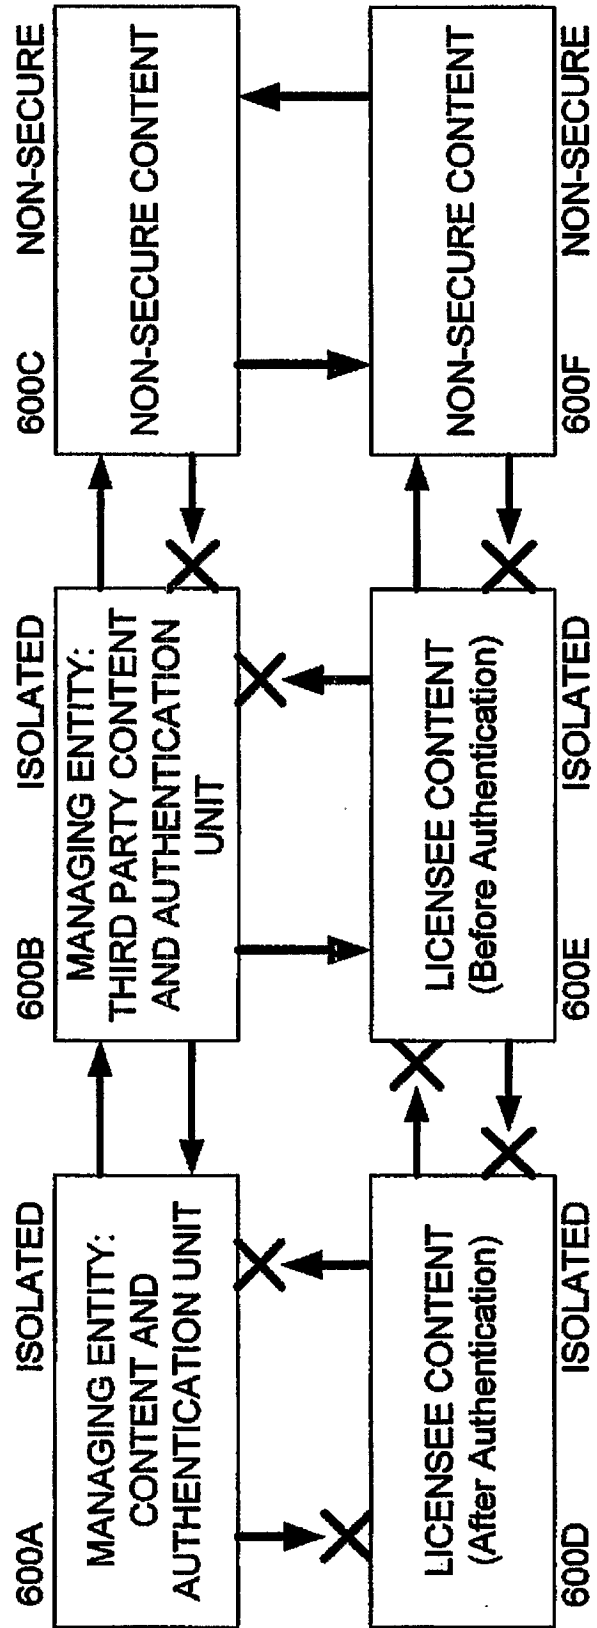 600A ISOLATED
MANAGING ENTITY:
CONTENT AND
AUTHENTICATION UNIT
600B ISOLATED
MANAGING ENTITY:
THIRD PARTY CONTENT
AND AUTHENTICATION
UNIT
600C NON-SECURE
NON-SECURE CONTENT
LICENSEE CONTENT
(After Authentication)
600D ISOLATED
LICENSEE CONTENT
(Before Authentication)
600E ISOLATED
NON-SECURE CONTENT
600F NON-SECURE